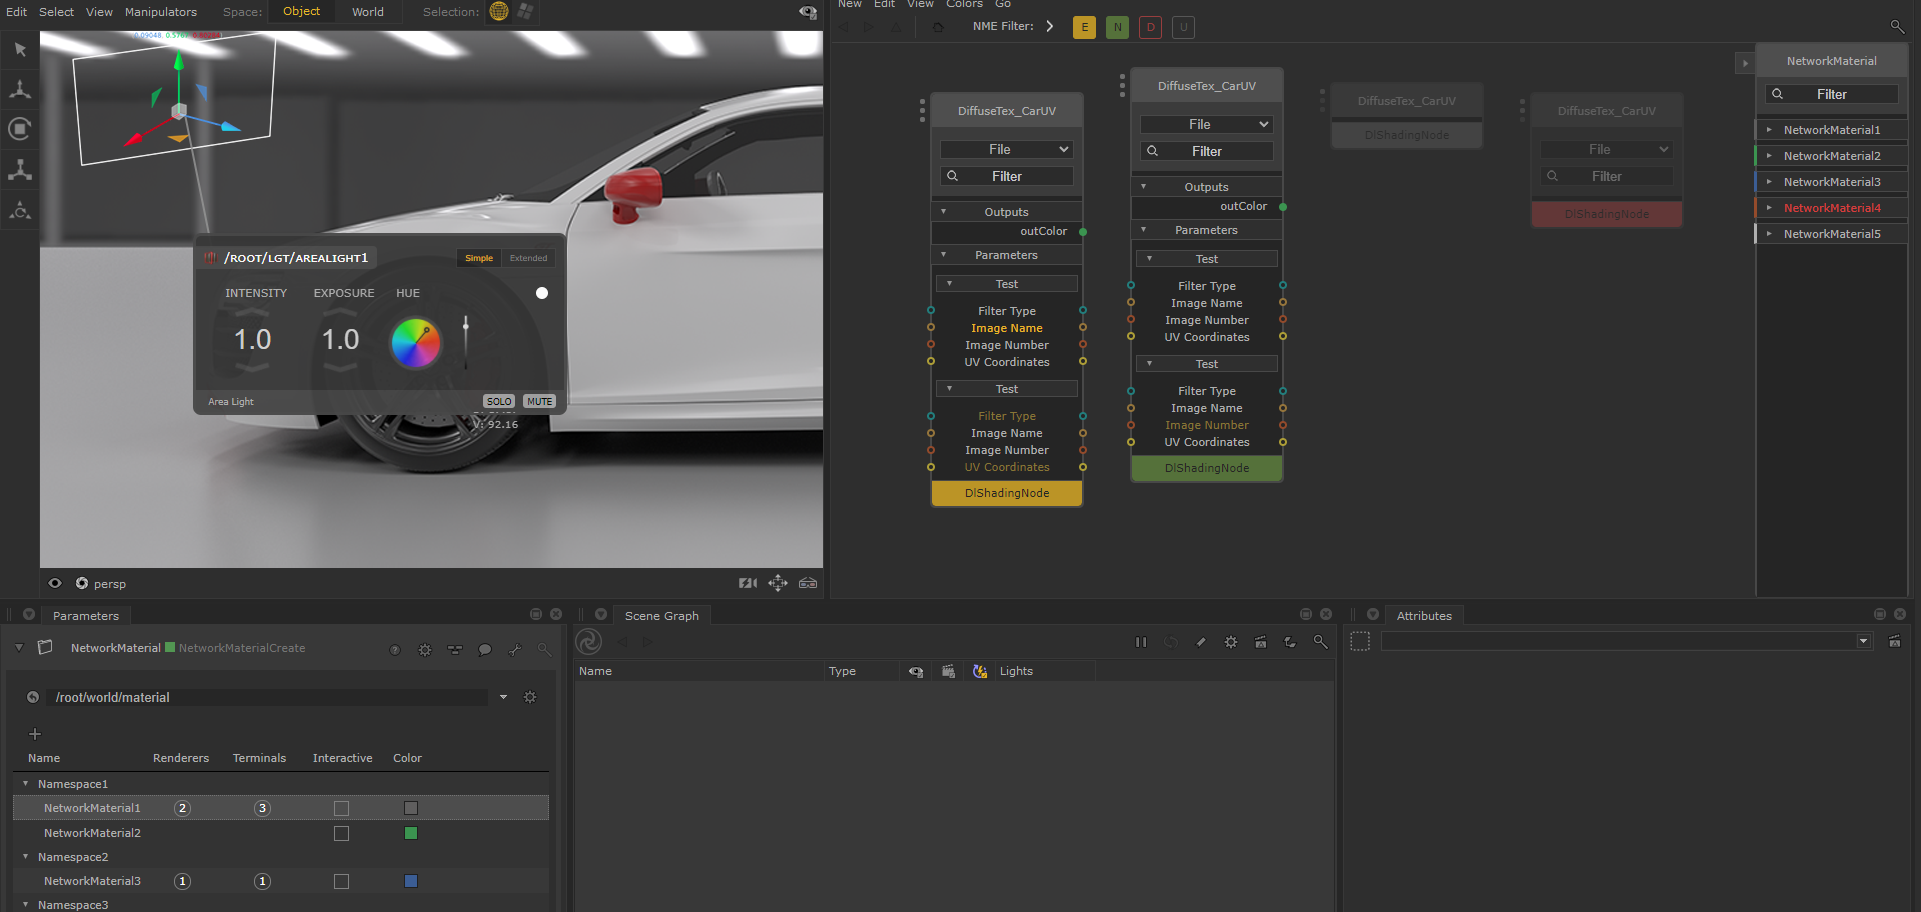 Edit Select View Manipulators Space: Object World Selection:
New Edit View Colors Go
NME Filter: E N D U
/ROOT/LGT/AREALIGHT1 Simple Extended
INTENSITY EXPOSURE HUE
1.0 1.0
Area Light SOLO MUTE
V: 92.16
persp
DiffuseTex_CarUV
File
Filter
Outputs
outColor
Parameters
Test
Filter Type
Image Name
Image Number
UV Coordinates
Test
Filter Type
Image Name
Image Number
UV Coordinates
DlShadingNode
DiffuseTex_CarUV
File
Filter
Outputs
outColor
Parameters
Test
Filter Type
Image Name
Image Number
UV Coordinates
Test
Filter Type
Image Name
Image Number
UV Coordinates
DlShadingNode
DiffuseTex_CarUV
DlShadingNode
DiffuseTex_CarUV
File
Filter
DlShadingNode
NetworkMaterial
Filter
NetworkMaterial1
NetworkMaterial2
NetworkMaterial3
NetworkMaterial4
NetworkMaterial5
Parameters
NetworkMaterial NetworkMaterialCreate
/root/world/material
Name Renderers Terminals Interactive Color
Namespace1
NetworkMaterial1 2 3
NetworkMaterial2
Namespace2
NetworkMaterial3 1 1
Namespace3
Scene Graph
Name Type Lights
Attributes